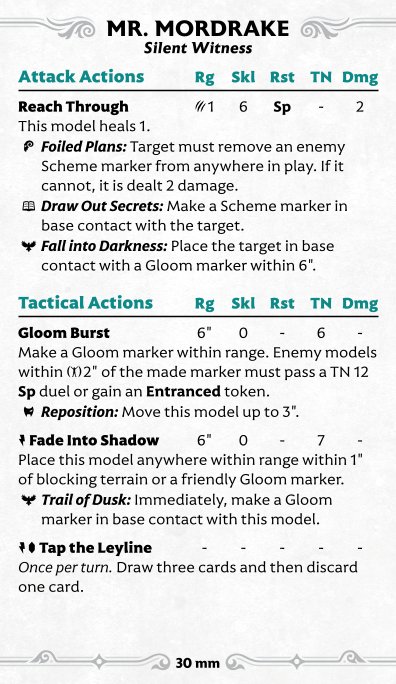 MR. MORDRAKE
Silent Witness
Attack Actions Rg Skl Rst TN Dmg
Reach Through 1 6 Sp - 2
This model heals 1.
Foiled Plans: Target must remove an enemy
Scheme marker from anywhere in play. If it
cannot, it is dealt 2 damage.
Draw Out Secrets: Make a Scheme marker in
base contact with the target.
Fall into Darkness: Place the target in base
contact with a Gloom marker within 6".
Tactical Actions Rg Skl Rst TN Dmg
Gloom Burst 6" 0 - 6 -
Make a Gloom marker within range. Enemy models
within 2" of the made marker must pass a TN 12
Sp duel or gain an Entranced token.
Reposition: Move this model up to 3".
Fade Into Shadow 6" 0 - 7 -
Place this model anywhere within range within 1"
of blocking terrain or a friendly Gloom marker.
Trail of Dusk: Immediately, make a Gloom
marker in base contact with this model.
Tap the Leyline - - - - -
Once per turn. Draw three cards and then discard
one card.
30 mm